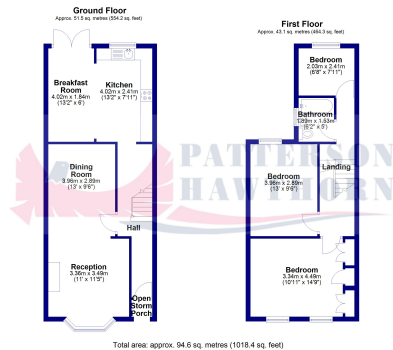 Ground Floor
Approx. 51.5 sq. metres (554.2 sq. feet)
Breakfast
Room
4.02m x 1.84m
(13'2" x 6')
Kitchen
4.02m x 2.41m
(13'2" x 7'11")
Dining
Room
3.96m x 2.89m
(13' x 9'6")
Hall
Reception
3.36m x 3.49m
(11' x 11'5")
Open
Storm
Porch
First Floor
Approx. 43.1 sq. metres (464.3 sq. feet)
Bedroom
2.03m x 2.41m
(6'8" x 7'11")
Bathroom
1.89m x 1.53m
(6'2" x 5')
Landing
Bedroom
3.96m x 2.89m
(13' x 9'6")
Bedroom
3.34m x 4.49m
(10'11" x 14'9")
PATTERSON
HAWTHORN
Total area: approx. 94.6 sq. metres (1018.4 sq. feet)